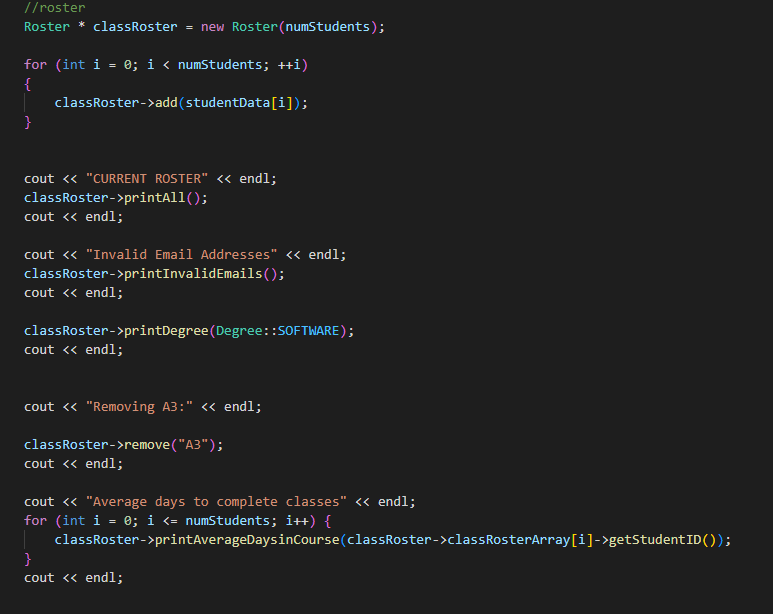 //roster
Roster * classRoster = new Roster(numStudents);
for (int i = 0; i < numStudents; ++i)
{
classRoster->add(studentData[i]);
}
cout << "CURRENT ROSTER" << endl;
classRoster->printAll();
cout << endl;
cout << "Invalid Email Addresses" << endl;
classRoster->printInvalidEmails();
cout << endl;
classRoster->printDegree(Degree::SOFTWARE);
cout << endl;
cout << "Removing A3:" << endl;
classRoster->remove("A3");
cout << endl;
cout << "Average days to complete classes" << endl;
for (int i = 0; i <= numStudents; i++) {
classRoster->printAverageDaysinCourse(classRoster->classRosterArray[i]->getStudentID());
}
cout << endl;